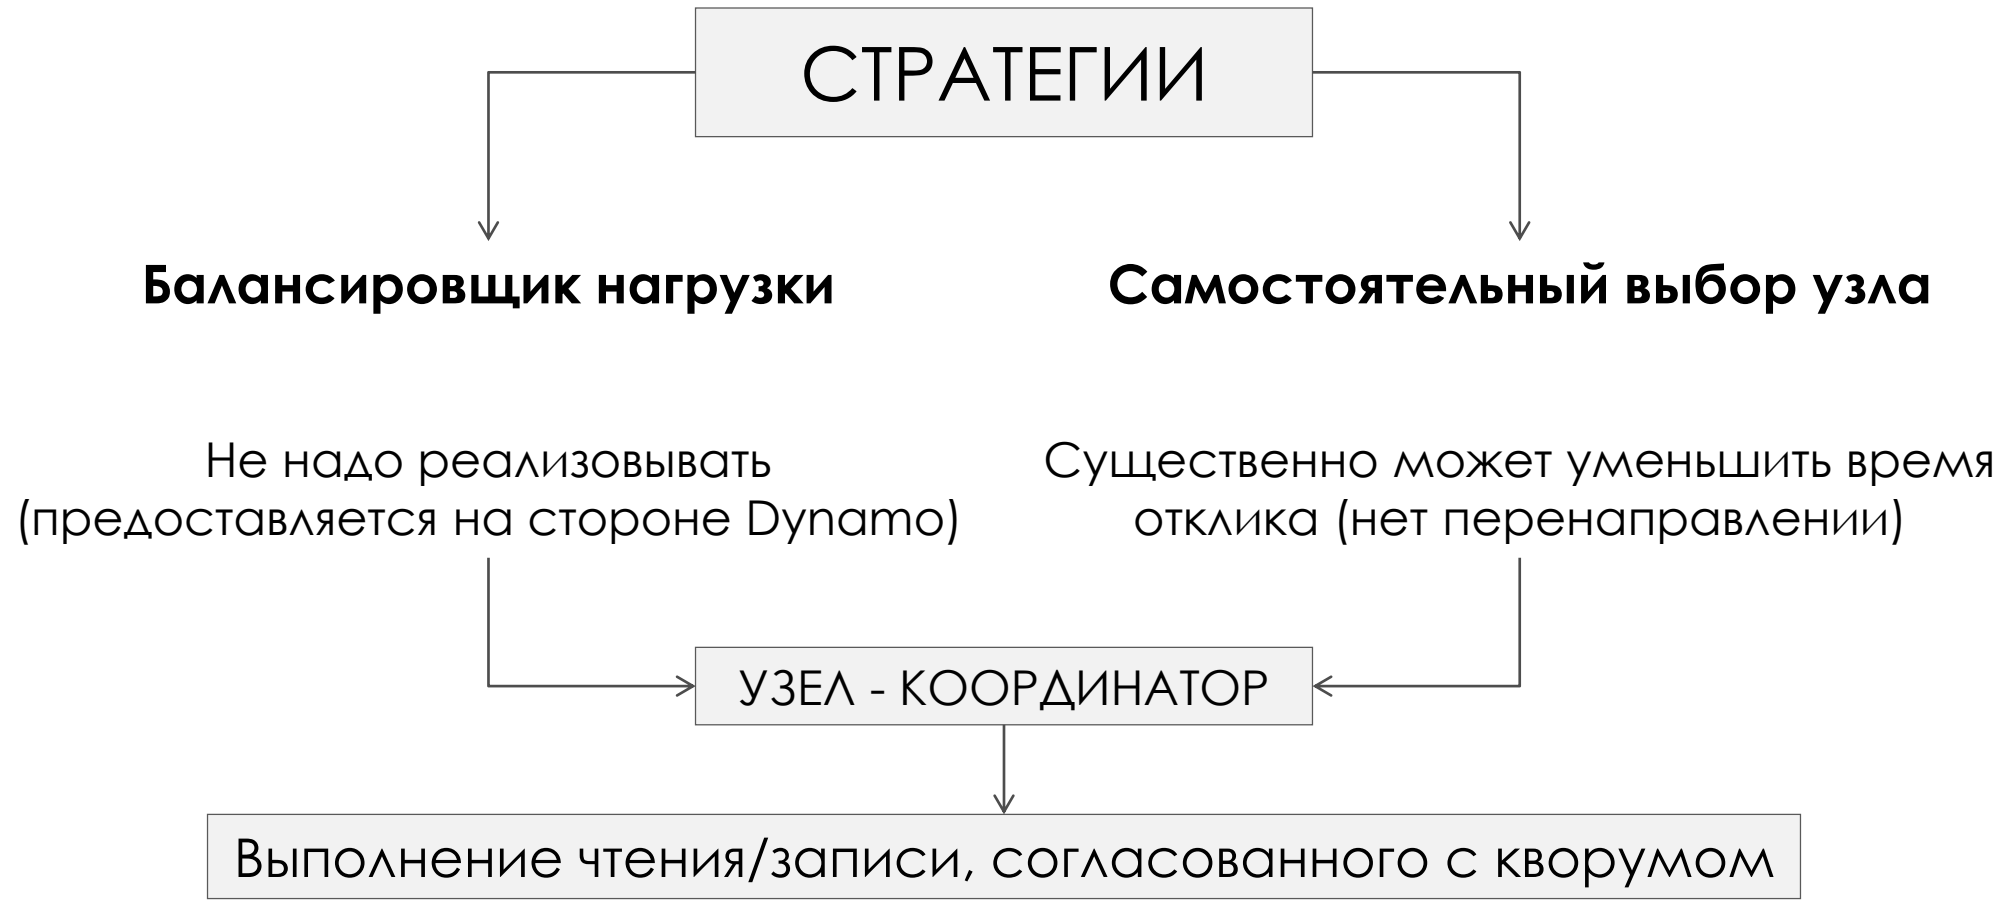 СТРАТЕГИИ
Балансировщик нагрузки
Самостоятельный выбор узла
Не надо реализовывать
(предоставляется на стороне Dynamo)
Существенно может уменьшить время
отклика (нет перенаправлении)
УЗЕЛ - КООРДИНАТОР
Выполнение чтения/записи, согласованного с кворумом